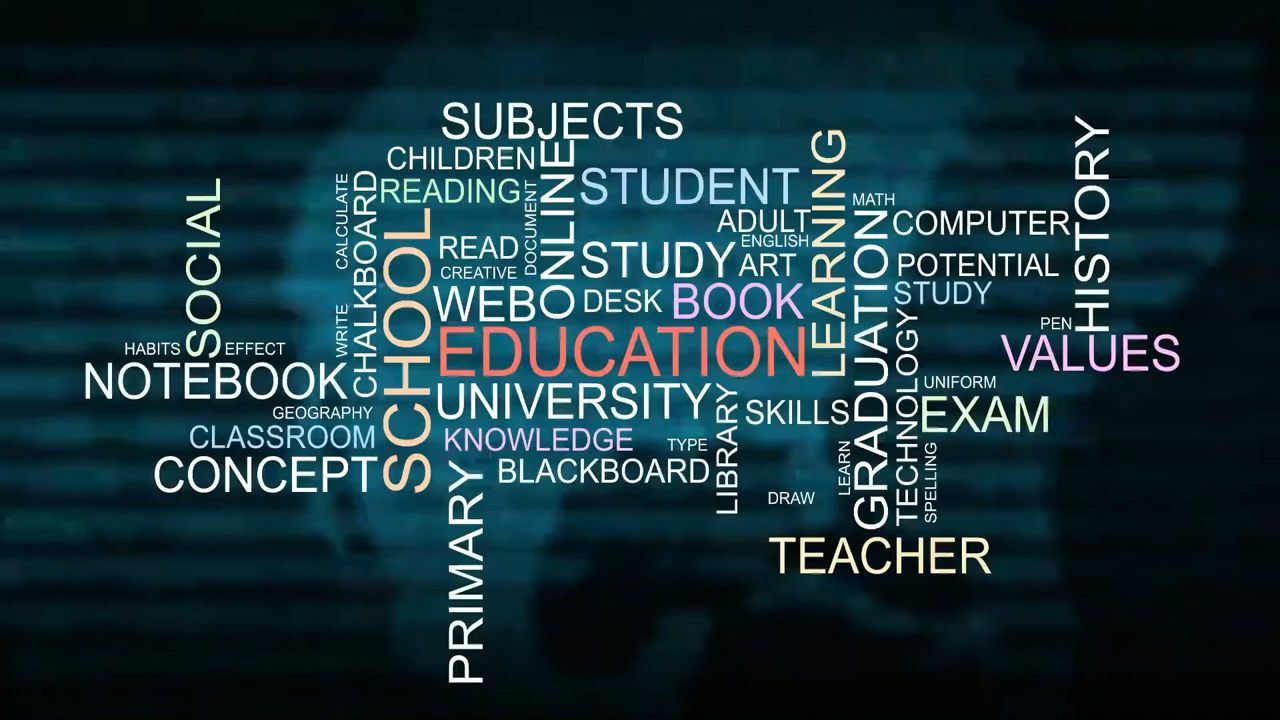 SUBJECTS
CHILDREN
ONLINE
READING
STUDENT
LEARNING
HISTORY
SOCIAL
CALCULATE
CHALKBOARD
DOCUMENT
MATH
ADULT
COMPUTER
SCHOOL
READ
ENGLISH
STUDY
ART
POTENTIAL
CREATIVE
GRADUATION
WEB
DESK
BOOK
STUDY
WRITE
PEN
HABITS
EFFECT
EDUCATION
VALUES
TECHNOLOGY
NOTEBOOK
UNIFORM
GEOGRAPHY
UNIVERSITY
LIBRARY
SKILLS
EXAM
CLASSROOM
KNOWLEDGE
TYPE
CONCEPT
BLACKBOARD
LEARN
SPELLING
DRAW
PRIMARY
TEACHER